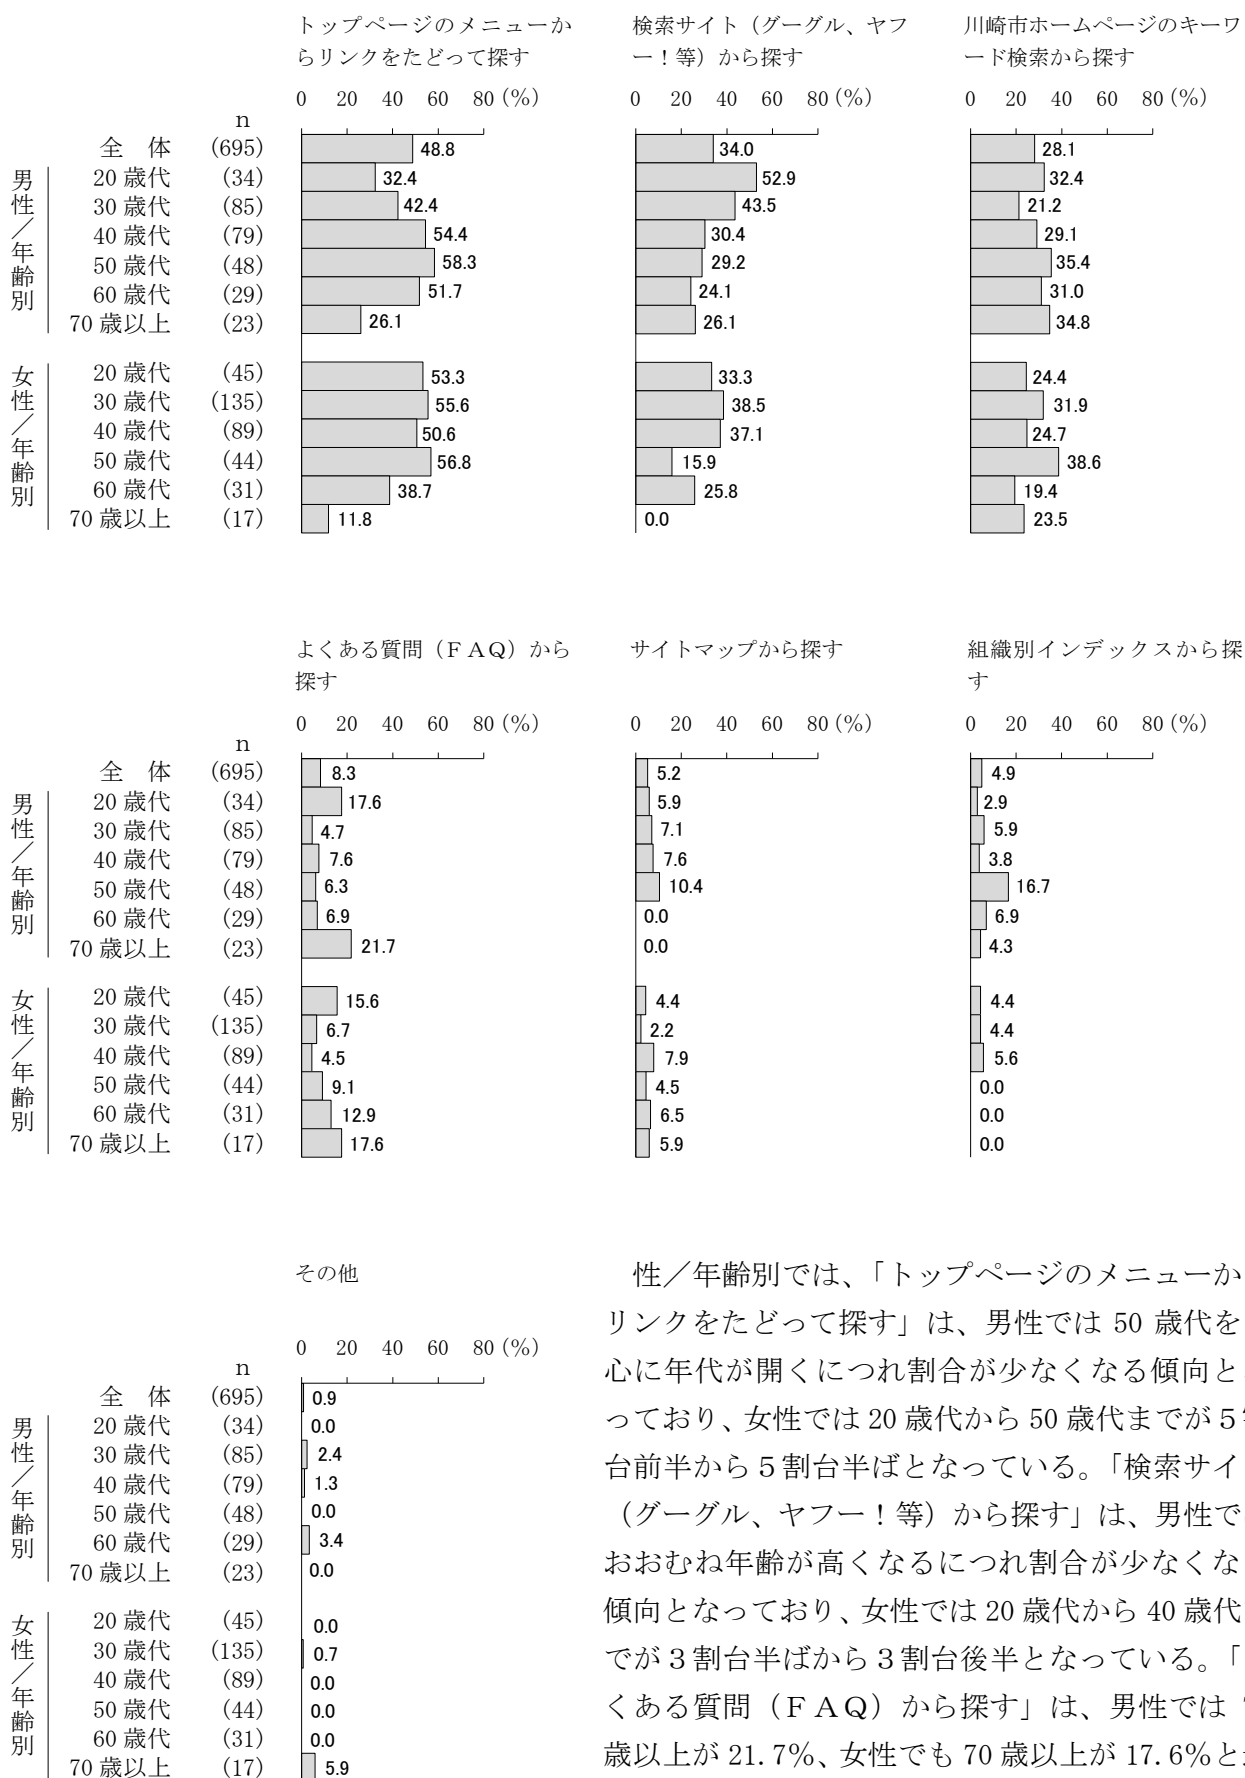 トップページのメニューか
らリンクをたどって探す
検索サイト（グーグル、ヤフ
ー！等）から探す
川崎市ホームページのキーワ
ード検索から探す
0 20 40 60 80 (%) 0 20 40 60 80 (%) 0 20 40 60 80 (%)
n
全 体 (695) 48.8 34.0 28.1
男性／年齢別
20 歳代 (34) 32.4 52.9 32.4
30 歳代 (85) 42.4 43.5 21.2
40 歳代 (79) 54.4 30.4 29.1
50 歳代 (48) 58.3 29.2 35.4
60 歳代 (29) 51.7 24.1 31.0
70 歳以上 (23) 26.1 26.1 34.8
女性／年齢別
20 歳代 (45) 53.3 33.3 24.4
30 歳代 (135) 55.6 38.5 31.9
40 歳代 (89) 50.6 37.1 24.7
50 歳代 (44) 56.8 15.9 38.6
60 歳代 (31) 38.7 25.8 19.4
70 歳以上 (17) 11.8 0.0 23.5
よくある質問（ＦＡＱ）から
探す
サイトマップから探す
組織別インデックスから探
す
0 20 40 60 80 (%) 0 20 40 60 80 (%) 0 20 40 60 80 (%)
n
全 体 (695) 8.3 5.2 4.9
男性／年齢別
20 歳代 (34) 17.6 5.9 2.9
30 歳代 (85) 4.7 7.1 5.9
40 歳代 (79) 7.6 7.6 3.8
50 歳代 (48) 6.3 10.4 16.7
60 歳代 (29) 6.9 0.0 6.9
70 歳以上 (23) 21.7 0.0 4.3
女性／年齢別
20 歳代 (45) 15.6 4.4 4.4
30 歳代 (135) 6.7 2.2 4.4
40 歳代 (89) 4.5 7.9 5.6
50 歳代 (44) 9.1 4.5 0.0
60 歳代 (31) 12.9 6.5 0.0
70 歳以上 (17) 17.6 5.9 0.0
その他
0 20 40 60 80 (%)
n
全 体 (695) 0.9
男性／年齢別
20 歳代 (34) 0.0
30 歳代 (85) 2.4
40 歳代 (79) 1.3
50 歳代 (48) 0.0
60 歳代 (29) 3.4
70 歳以上 (23) 0.0
女性／年齢別
20 歳代 (45) 0.0
30 歳代 (135) 0.7
40 歳代 (89) 0.0
50 歳代 (44) 0.0
60 歳代 (31) 0.0
70 歳以上 (17) 5.9
性／年齢別では、「トップページのメニューか
リンクをたどって探す」は、男性では 50 歳代を
心に年代が開くにつれ割合が少なくなる傾向と
っており、女性では 20 歳代から 50 歳代までが５
台前半から５割台半ばとなっている。「検索サイ
（グーグル、ヤフー！等）から探す」は、男性で
おおむね年齢が高くなるにつれ割合が少なくな
傾向となっており、女性では 20 歳代から 40 歳代
でが３割台半ばから３割台後半となっている。「
くある質問（ＦＡＱ）から探す」は、男性では
歳以上が 21.7％、女性でも 70 歳以上が 17.6％と